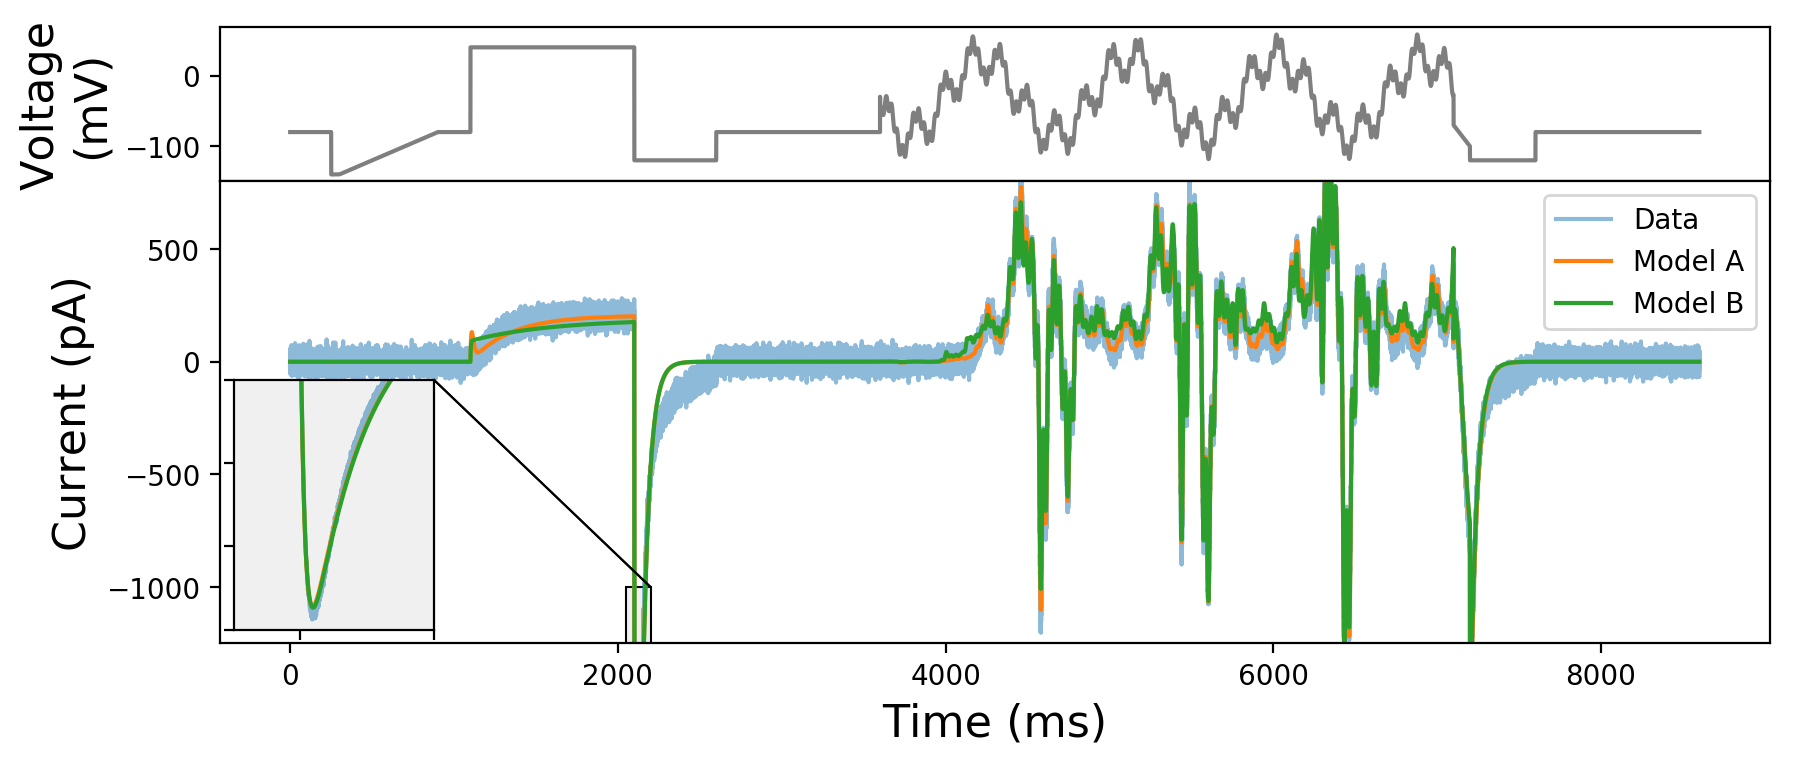 Voltage
(mV)
0
−100
Data
Model A
Model B
Current (pA)
500
0
−500
−1000
0 2000 4000 6000 8000
Time (ms)